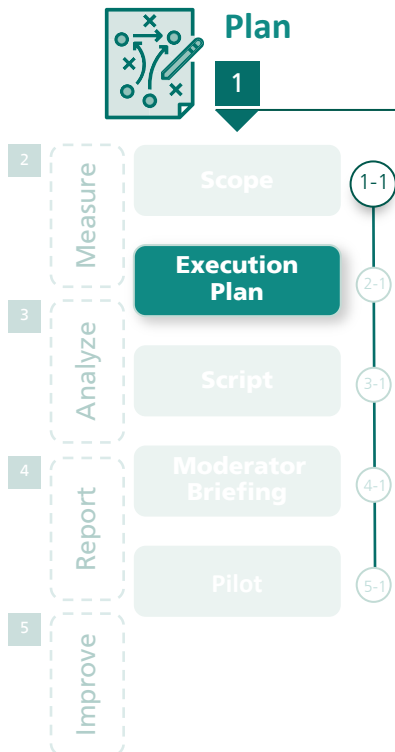 Plan
1
2
Measure
Scope
1-1
Execution
Plan
2-1
3
Analyze
Script
3-1
4
Report
Moderator
Briefing
4-1
Pilot
5-1
5
Improve